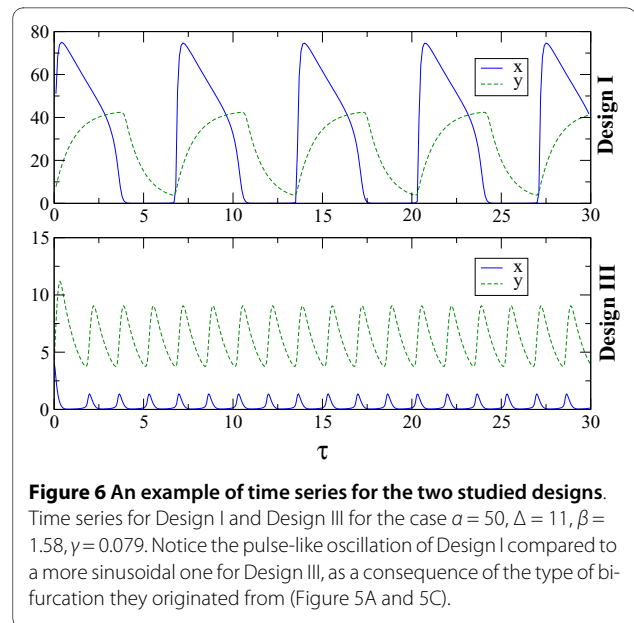 80
60
40
20
0
x
y
Design I
0
5
10
15
20
25
30
15
10
5
0
x
y
Design III
0
5
10
15
20
25
30
τ
Figure 6 An example of time series for the two studied designs.
Time series for Design I and Design III for the case α = 50, Δ = 11, β =
1.58, γ = 0.079. Notice the pulse-like oscillation of Design I compared to
a more sinusoidal one for Design III, as a consequence of the type of bi-
furcation they originated from (Figure 5A and 5C).